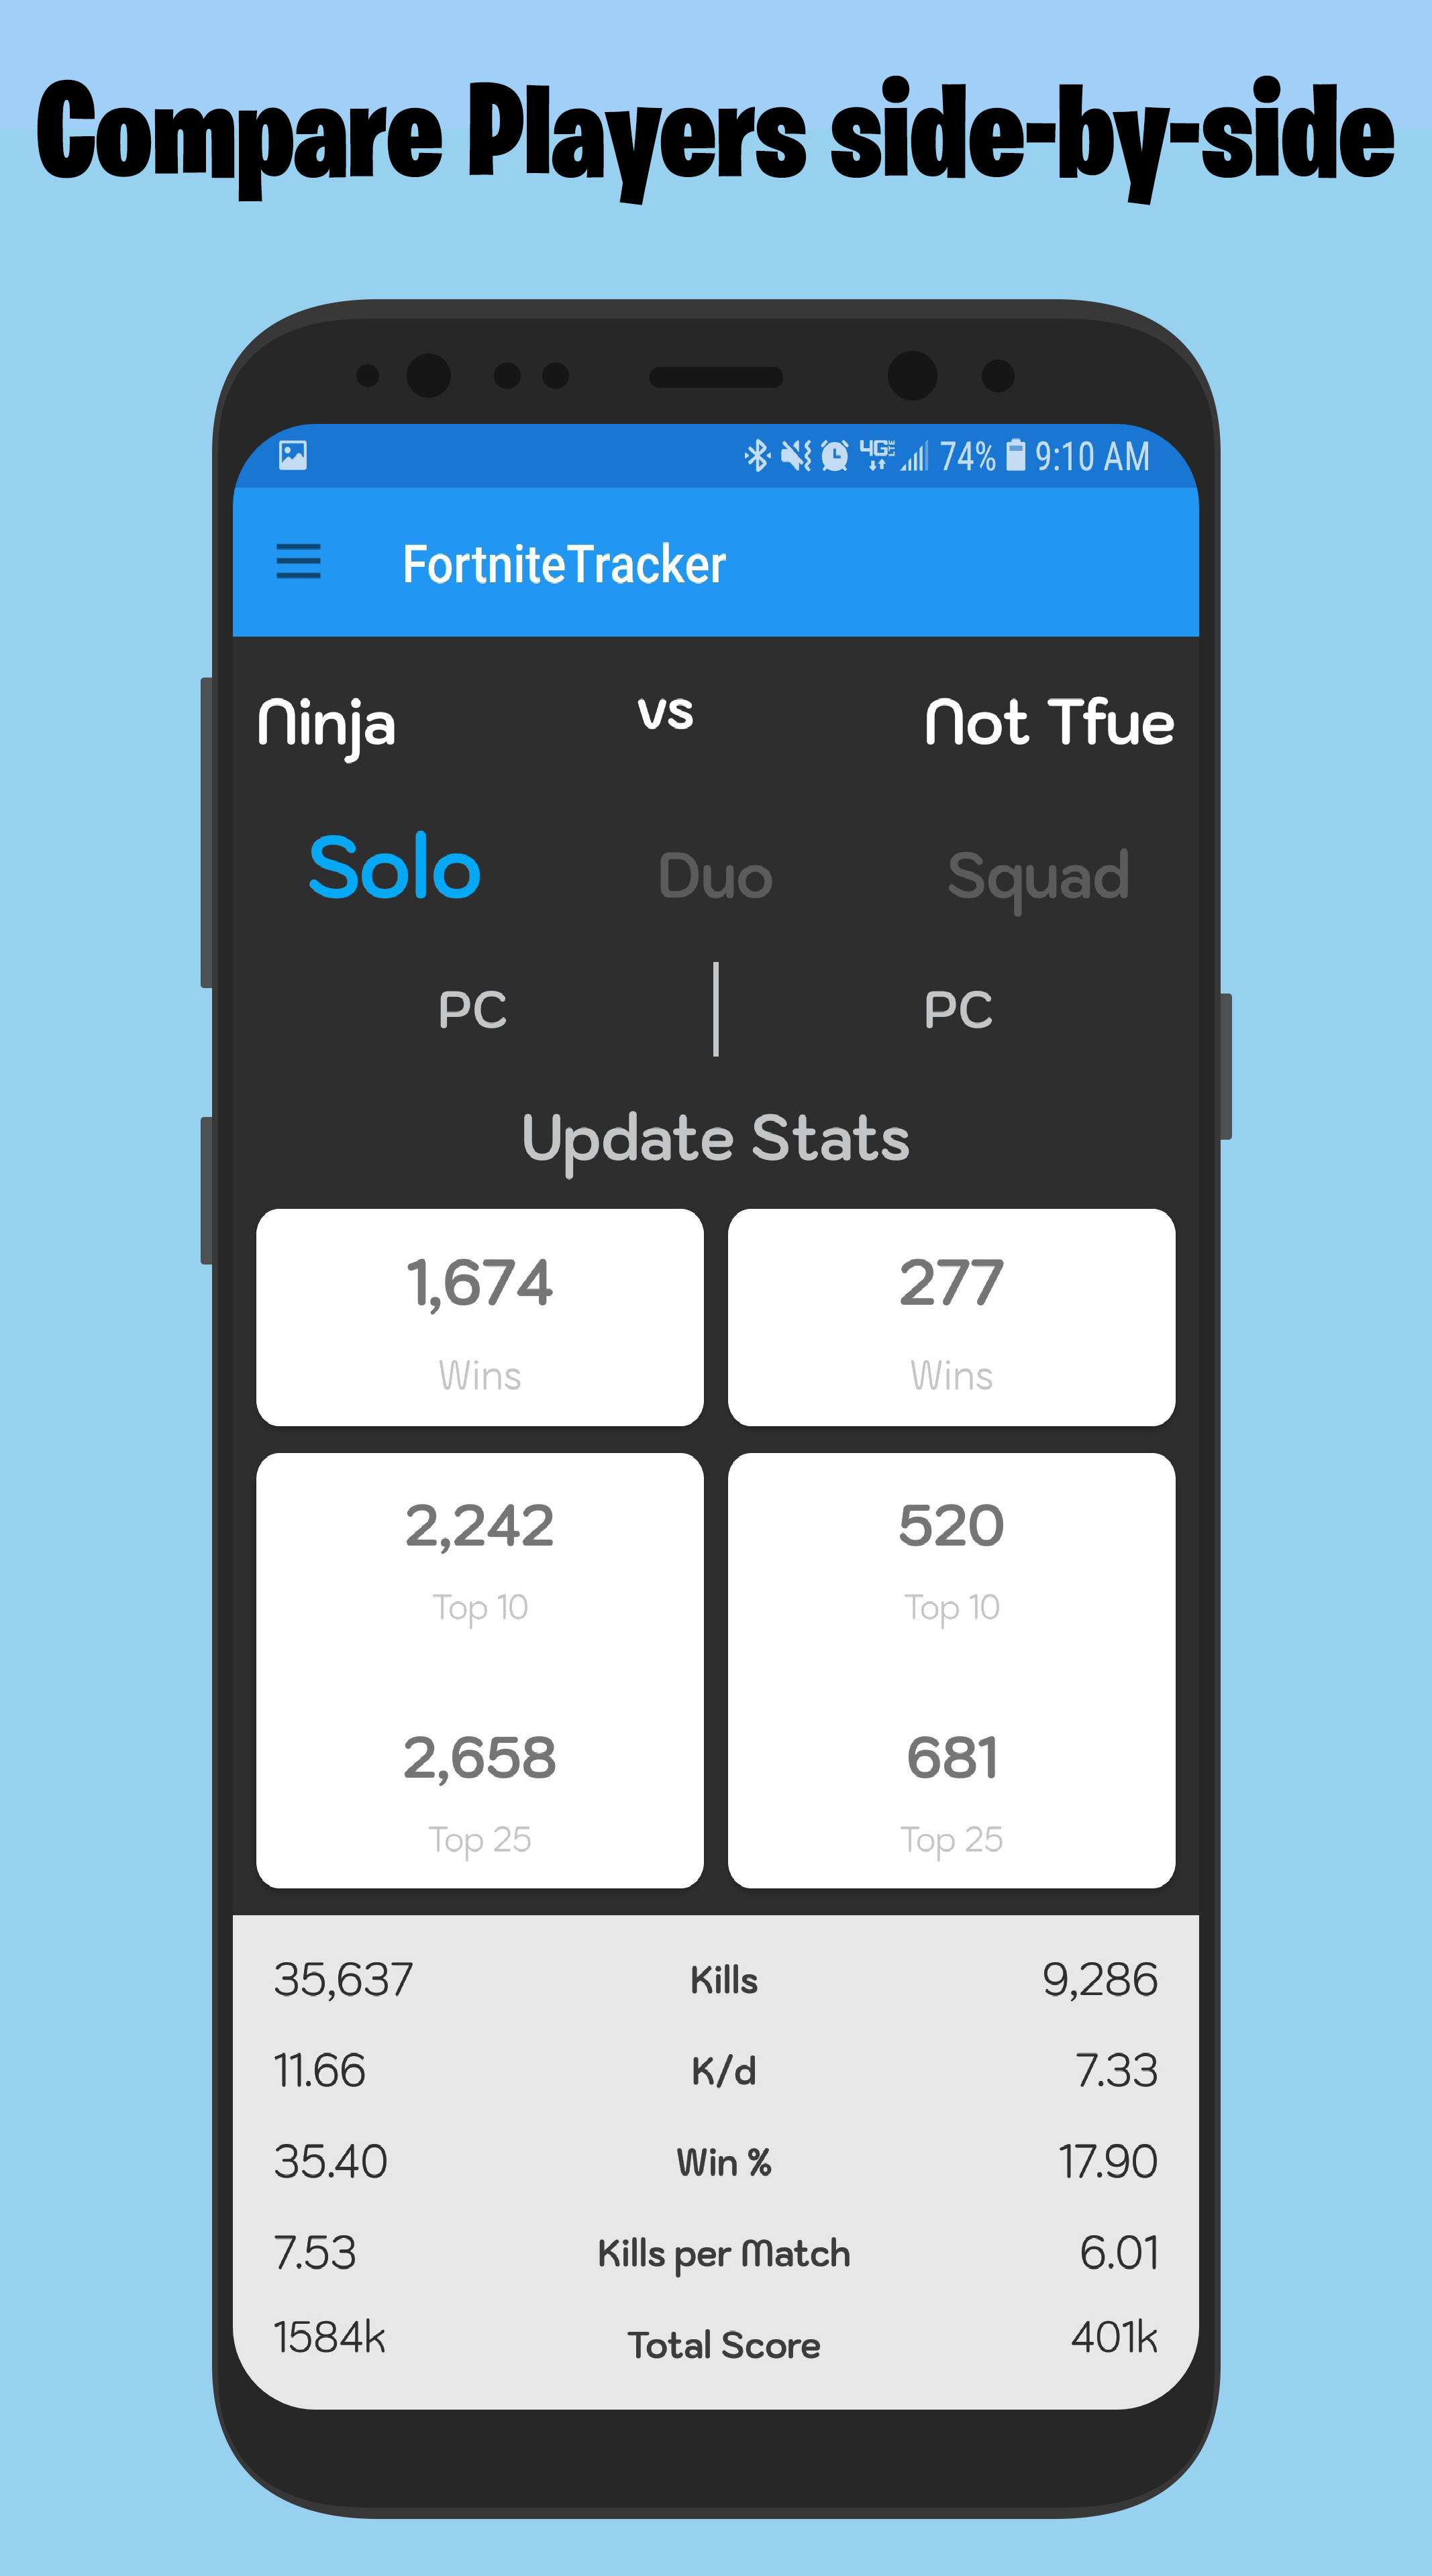 Compare Players side-by-side
4G LTE 74% 9:10 AM
FortniteTracker
Ninja vs Not Tfue
Solo Duo Squad
PC PC
Update Stats
1,674 277
Wins Wins
2,242 520
Top 10 Top 10
2,658 681
Top 25 Top 25
35,637 Kills 9,286
11.66 K/d 7.33
35.40 Win % 17.90
7.53 Kills per Match 6.01
1584k Total Score 401k